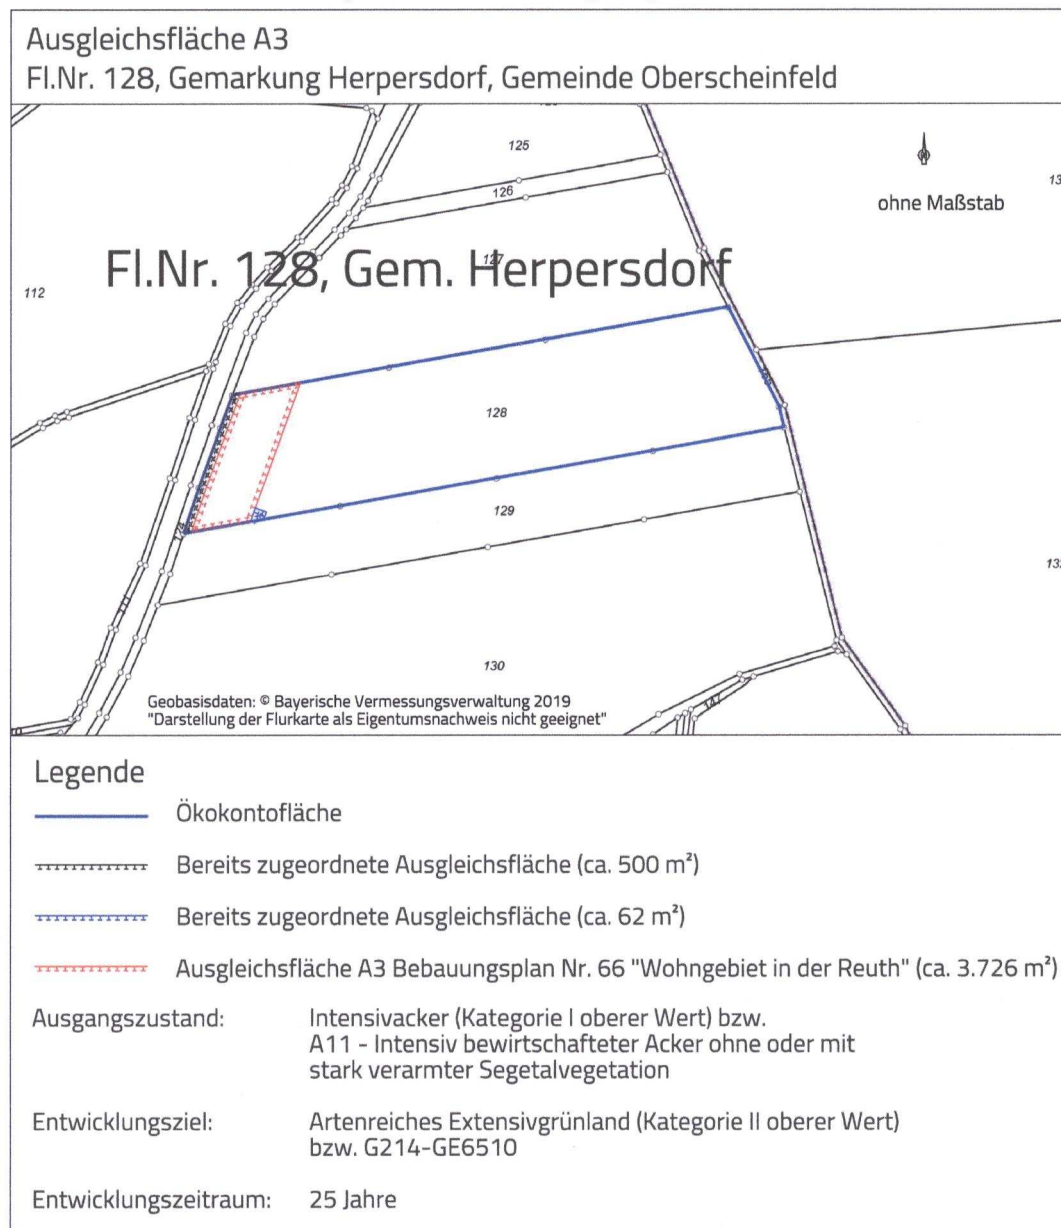 Ausgleichsfläche A3
Fl.Nr. 128, Gemarkung Herpersdorf, Gemeinde Oberscheinfeld
125
126
ohne Maßstab
Fl.Nr. 128, Gem. Herpersdorf
127
112
128
129
130
Geobasisdaten: © Bayerische Vermessungsverwaltung 2019
"Darstellung der Flurkarte als Eigentumsnachweis nicht geeignet"
Legende
Ökokontofläche
Bereits zugeordnete Ausgleichsfläche (ca. 500 m²)
Bereits zugeordnete Ausgleichsfläche (ca. 62 m²)
Ausgleichsfläche A3 Bebauungsplan Nr. 66 "Wohngebiet in der Reuth" (ca. 3.726 m²)
Ausgangszustand: Intensivacker (Kategorie I oberer Wert) bzw.
A11 - Intensiv bewirtschafteter Acker ohne oder mit
stark verarmter Segetalvegetation
Entwicklungsziel: Artenreiches Extensivgrünland (Kategorie II oberer Wert)
bzw. G214-GE6510
Entwicklungszeitraum: 25 Jahre